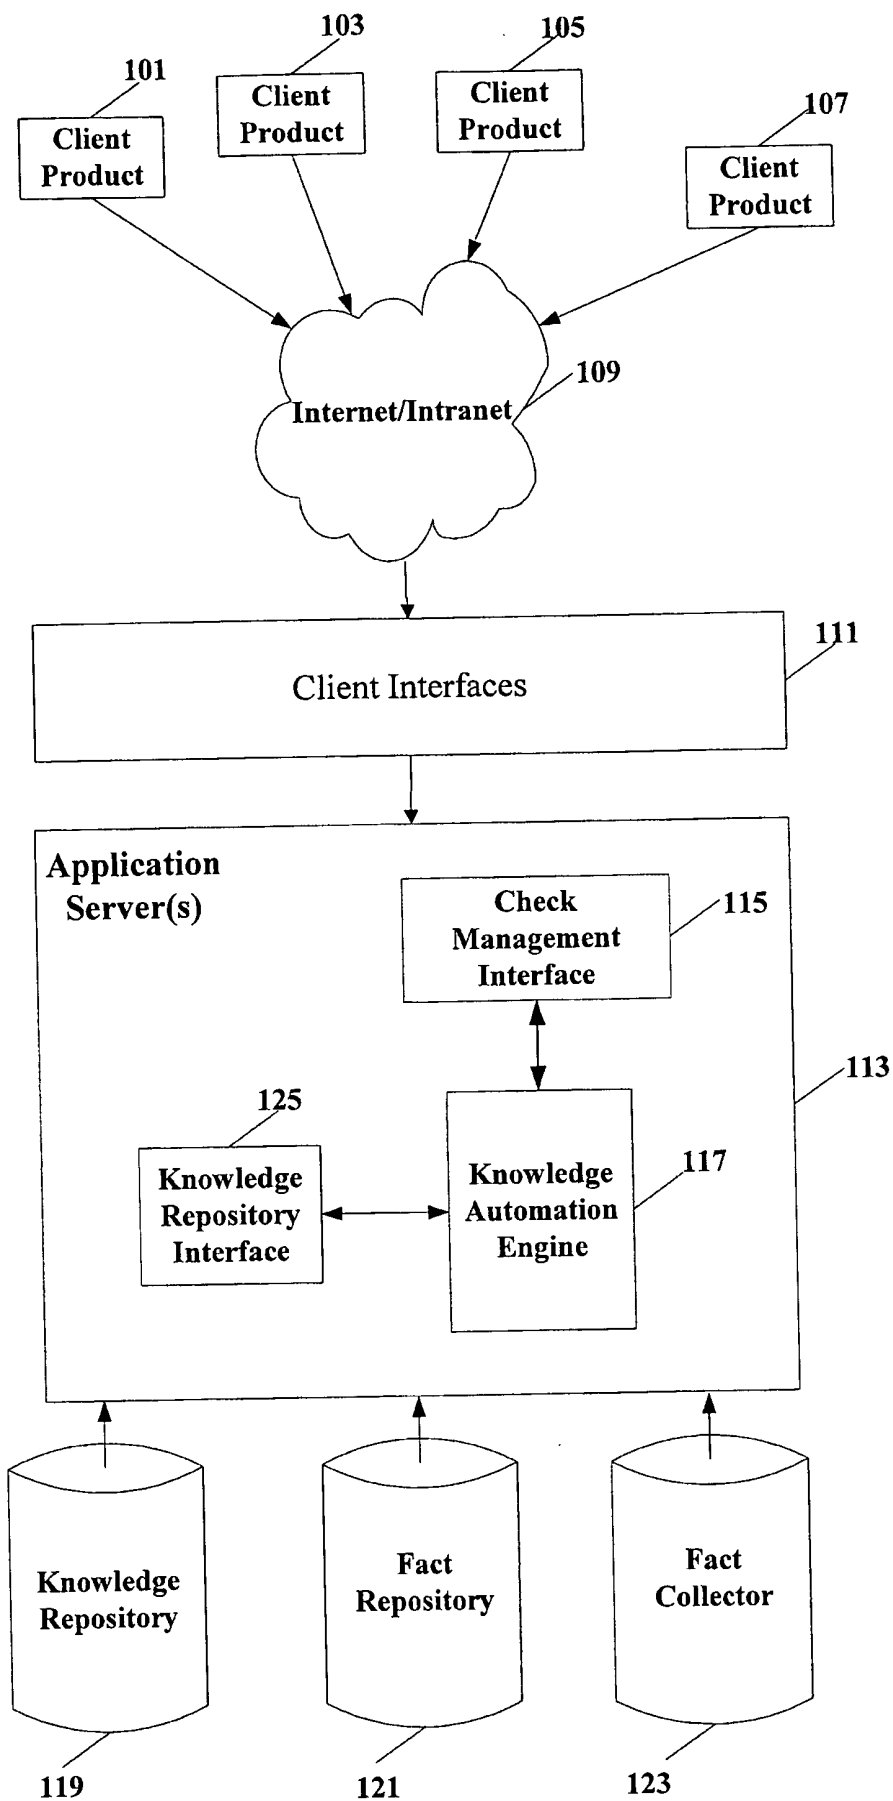 103
105
101
107
Client
Product
Client
Product
Client
Product
Client
Product
109
Internet/Intranet
111
Client Interfaces
Application
Server(s)
Check
Management
Interface
115
113
125
117
Knowledge
Repository
Interface
Knowledge
Automation
Engine
Knowledge
Repository
Fact
Repository
Fact
Collector
119
121
123